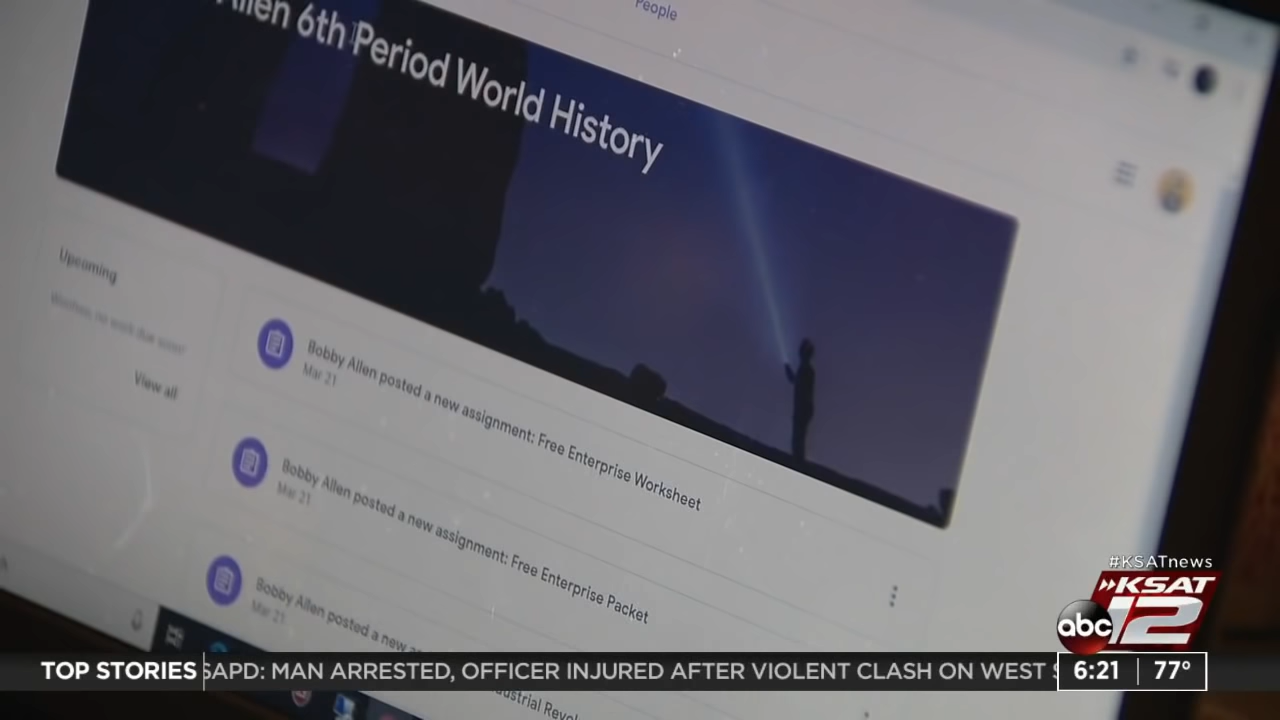 People
Allen 6th Period World History
Upcoming
View all
Bobby Allen posted a new assignment: Free Enterprise Worksheet
Mar 21
Bobby Allen posted a new assignment: Free Enterprise Packet
Mar 21
Bobby Allen posted a new
Mar 21
#KSATnews
KSAT
abc 12
TOP STORIES SAPD: MAN ARRESTED, OFFICER INJURED AFTER VIOLENT CLASH ON WEST 6:21 77°